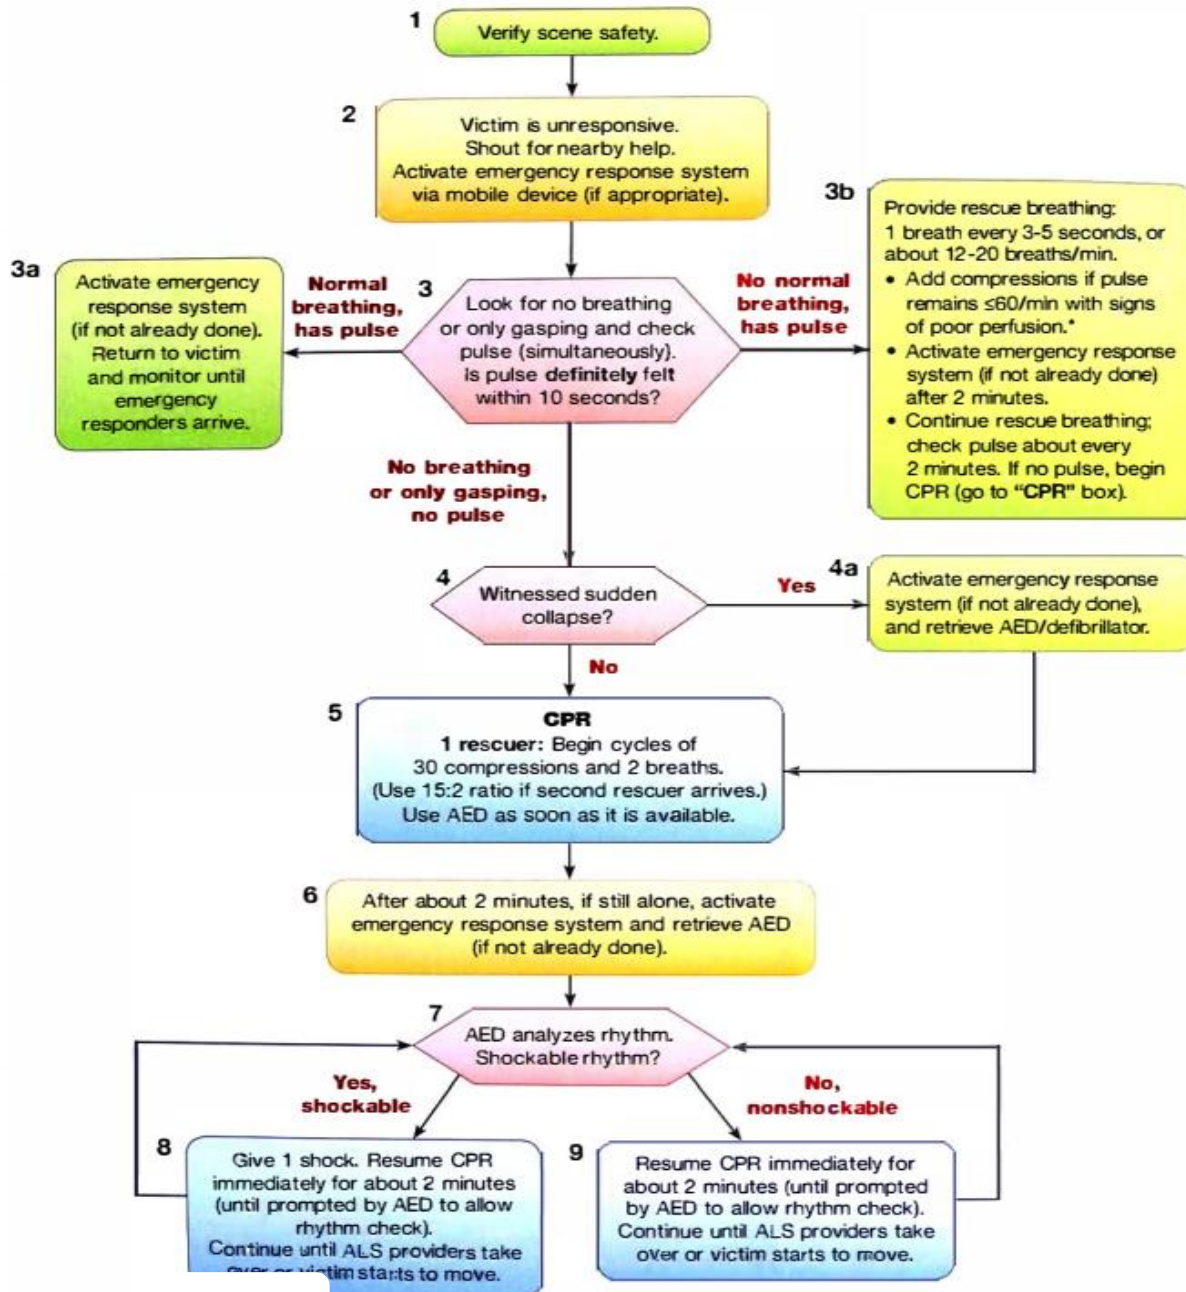 1
Verify scene safety.
2
Victim is unresponsive.
Shout for nearby help.
Activate emergency response system
via mobile device (if appropriate).
3
Look for no breathing
or only gasping and check
pulse (simultaneously).
Is pulse definitely felt
within 10 seconds?
Normal
breathing,
has pulse
3a
Activate emergency
response system
(if not already done).
Return to victim
and monitor until
emergency
responders arrive.
No normal
breathing,
has pulse
3b
Provide rescue breathing:
1 breath every 3-5 seconds, or
about 12-20 breaths/min.
• Add compressions if pulse
remains ≤60/min with signs
of poor perfusion.*
• Activate emergency response
system (if not already done)
after 2 minutes.
• Continue rescue breathing;
check pulse about every
2 minutes. If no pulse, begin
CPR (go to “CPR” box).
No breathing
or only gasping,
no pulse
4
Witnessed sudden
collapse?
Yes
4a
Activate emergency response
system (if not already done),
and retrieve AED/defibrillator.
No
5
CPR
1 rescuer: Begin cycles of
30 compressions and 2 breaths.
(Use 15:2 ratio if second rescuer arrives.)
Use AED as soon as it is available.
6
After about 2 minutes, if still alone, activate
emergency response system and retrieve AED
(if not already done).
7
AED analyzes rhythm.
Shockable rhythm?
Yes,
shockable
No,
nonshockable
8
Give 1 shock. Resume CPR
immediately for about 2 minutes
(until prompted by AED to allow
rhythm check).
Continue until ALS providers take
over or victim starts to move.
9
Resume CPR immediately for
about 2 minutes (until prompted
by AED to allow rhythm check).
Continue until ALS providers take
over or victim starts to move.